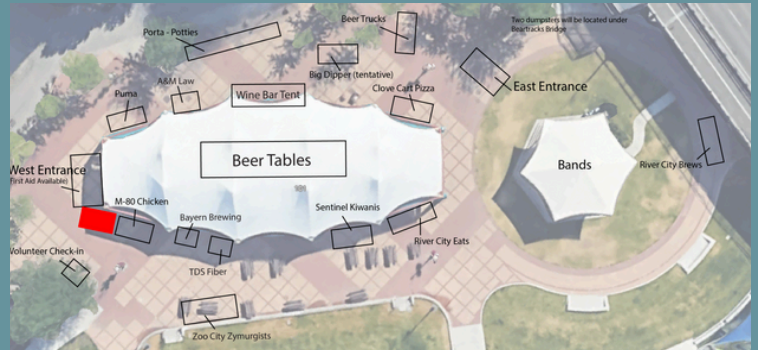 Beer Trucks
Two dumpsters will be located under
Beartracks Bridge
Porta - Potties
Big Dipper (tentative)
A&M Law
East Entrance
Puma
Wine Bar Tent
Clove Cart Pizza
Beer Tables
Bands
River City Brews
West Entrance
(First Aid Available)
M-80 Chicken
Bayern Brewing
Sentinel Kiwanis
River City Eats
Volunteer Check-in
TDS Fiber
Zoo City Zymurgists